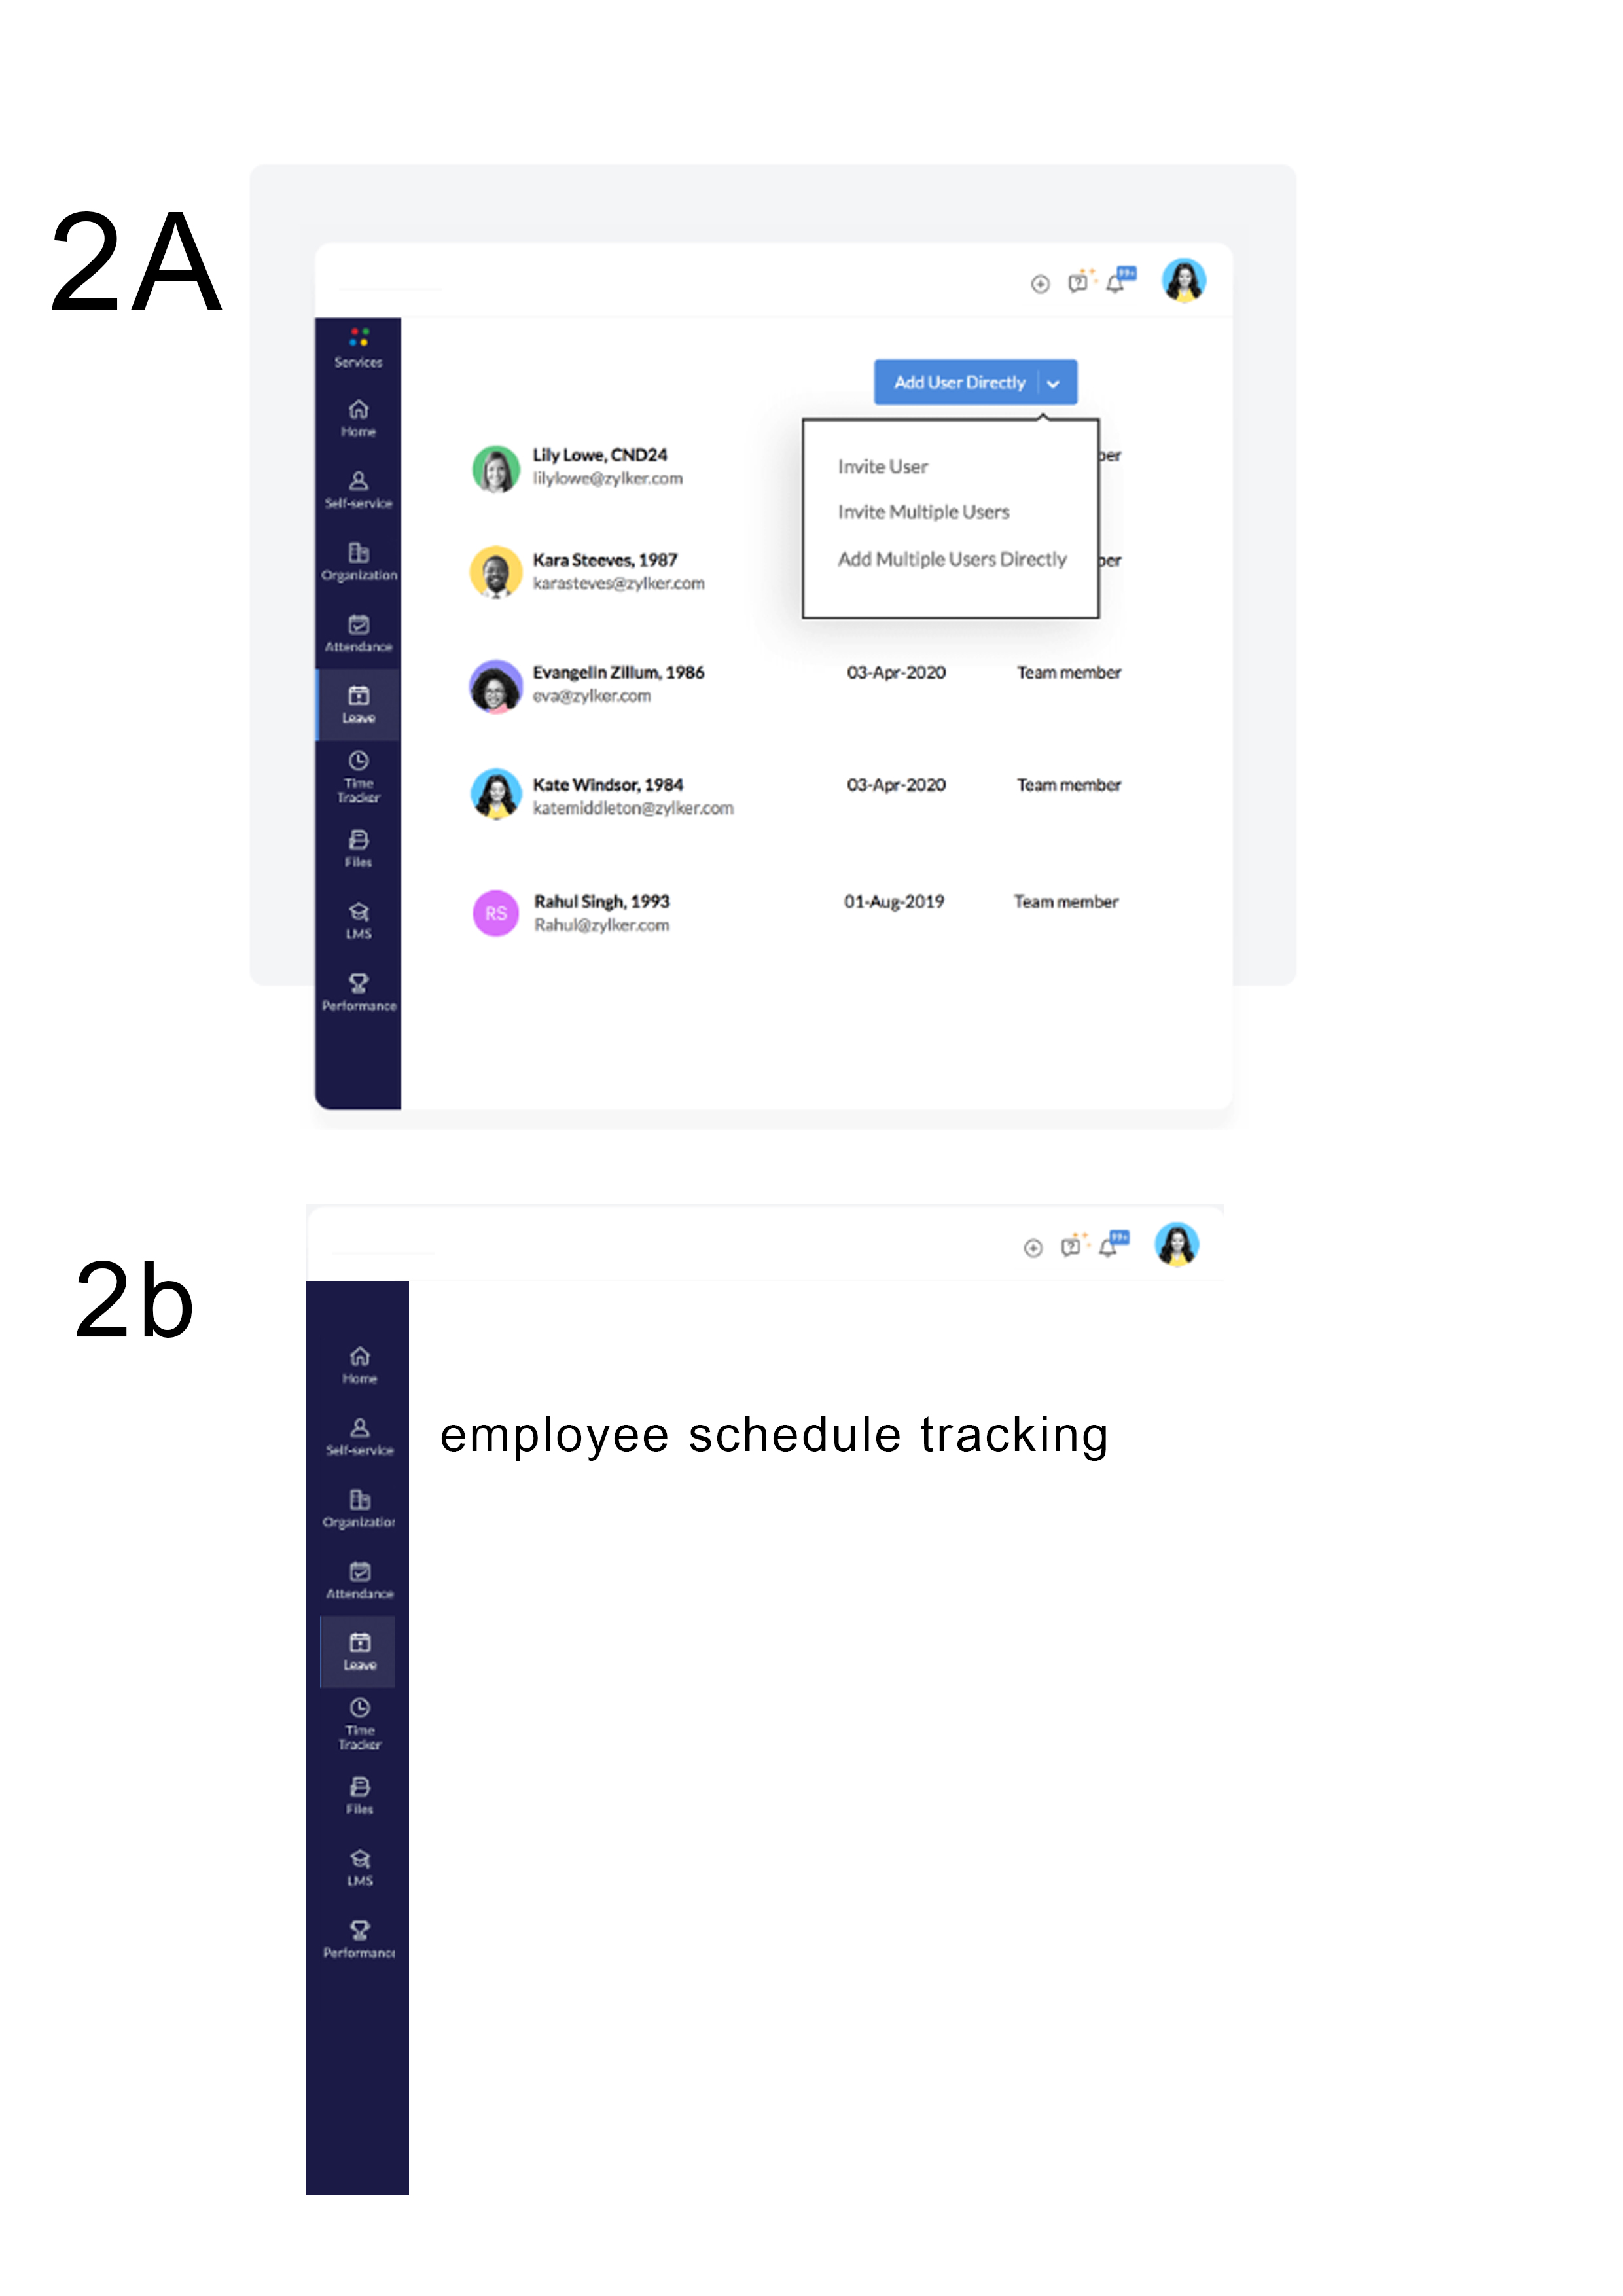 2A
99+
Services
Home
Self-service
Organization
Attendance
Leave
Time
Tracker
Files
LMS
Performance
Add User Directly
Invite User
Invite Multiple Users
Add Multiple Users Directly
Lily Lowe, CND24
ber
lilylowe@zylker.com
Kara Steeves, 1987
ber
karasteves@zylker.com
Evangelin Zillum, 1986 03-Apr-2020 Team member
eva@zylker.com
Kate Windsor, 1984 03-Apr-2020 Team member
katemiddleton@zylker.com
RS
Rahul Singh, 1993 01-Aug-2019 Team member
Rahul@zylker.com
2b
99+
Home
Self-service
Organization
Attendance
Leave
Time
Tracker
Files
LMS
Performance
employee schedule tracking